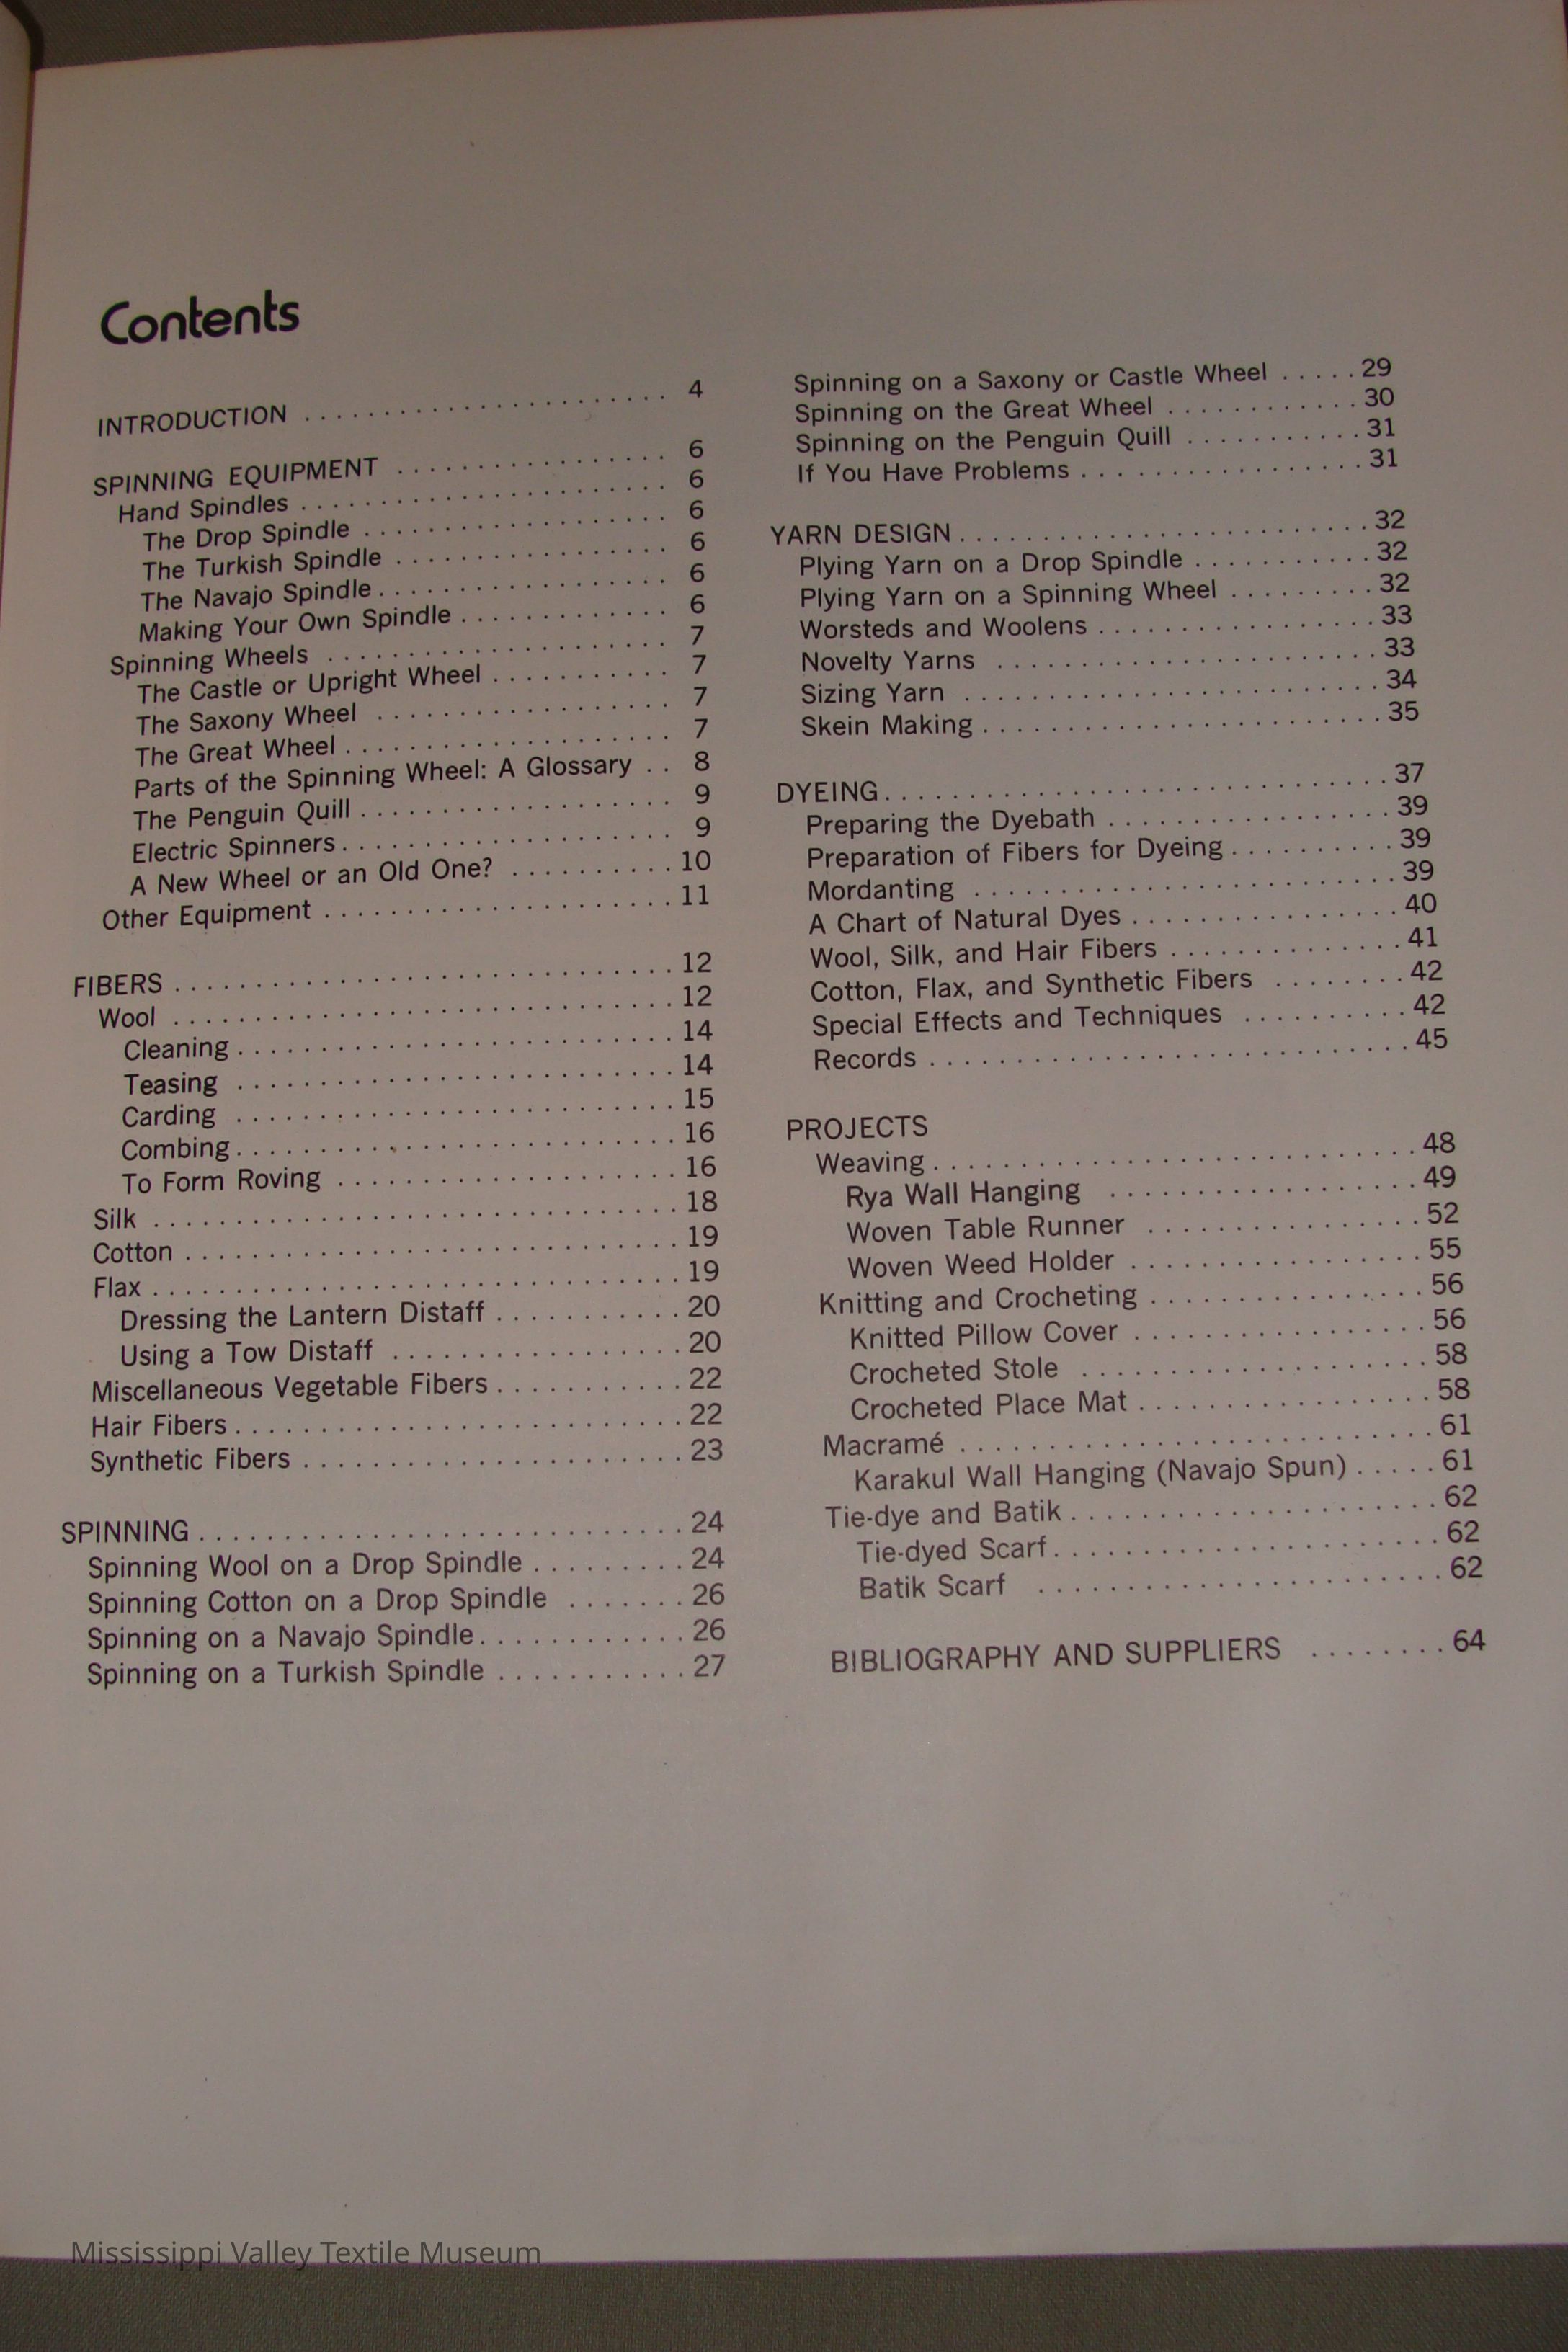 Contents
INTRODUCTION . . . . . . . . . . . . . . . . . . . . . . . 4
SPINNING EQUIPMENT . . . . . . . . . . . . . . . . . 6
Hand Spindles . . . . . . . . . . . . . . . . . . . . . . . 6
The Drop Spindle . . . . . . . . . . . . . . . . . . . 6
The Turkish Spindle . . . . . . . . . . . . . . . . . 6
The Navajo Spindle . . . . . . . . . . . . . . . . . . 6
Making Your Own Spindle . . . . . . . . . . . . . 6
Spinning Wheels . . . . . . . . . . . . . . . . . . . . . 7
The Castle or Upright Wheel . . . . . . . . . . . 7
The Saxony Wheel . . . . . . . . . . . . . . . . . . 7
The Great Wheel . . . . . . . . . . . . . . . . . . . . 7
Parts of the Spinning Wheel: A Glossary . . 8
The Penguin Quill . . . . . . . . . . . . . . . . . . . 9
Electric Spinners . . . . . . . . . . . . . . . . . . . . 9
A New Wheel or an Old One? . . . . . . . . . . 10
Other Equipment . . . . . . . . . . . . . . . . . . . . . 11
FIBERS . . . . . . . . . . . . . . . . . . . . . . . . . . . . . 12
Wool . . . . . . . . . . . . . . . . . . . . . . . . . . . . . 12
Cleaning . . . . . . . . . . . . . . . . . . . . . . . . . . 14
Teasing . . . . . . . . . . . . . . . . . . . . . . . . . . 14
Carding . . . . . . . . . . . . . . . . . . . . . . . . . . 15
Combing . . . . . . . . . . . . . . . . . . . . . . . . . . 16
To Form Roving . . . . . . . . . . . . . . . . . . . . 16
Silk . . . . . . . . . . . . . . . . . . . . . . . . . . . . . . 18
Cotton . . . . . . . . . . . . . . . . . . . . . . . . . . . . 19
Flax . . . . . . . . . . . . . . . . . . . . . . . . . . . . . . 19
Dressing the Lantern Distaff . . . . . . . . . . . 20
Using a Tow Distaff . . . . . . . . . . . . . . . . . 20
Miscellaneous Vegetable Fibers . . . . . . . . . . . 22
Hair Fibers . . . . . . . . . . . . . . . . . . . . . . . . . 22
Synthetic Fibers . . . . . . . . . . . . . . . . . . . . . . 23
SPINNING . . . . . . . . . . . . . . . . . . . . . . . . . . . 24
Spinning Wool on a Drop Spindle . . . . . . . . . 24
Spinning Cotton on a Drop Spindle . . . . . . . 26
Spinning on a Navajo Spindle . . . . . . . . . . . . 26
Spinning on a Turkish Spindle . . . . . . . . . . . 27
Spinning on a Saxony or Castle Wheel . . . . . 29
Spinning on the Great Wheel . . . . . . . . . . . . 30
Spinning on the Penguin Quill . . . . . . . . . . . 31
If You Have Problems . . . . . . . . . . . . . . . . . 31
YARN DESIGN . . . . . . . . . . . . . . . . . . . . . . . . 32
Plying Yarn on a Drop Spindle . . . . . . . . . . . 32
Plying Yarn on a Spinning Wheel . . . . . . . . . 32
Worsteds and Woolens . . . . . . . . . . . . . . . . . 33
Novelty Yarns . . . . . . . . . . . . . . . . . . . . . . . 33
Sizing Yarn . . . . . . . . . . . . . . . . . . . . . . . . . 34
Skein Making . . . . . . . . . . . . . . . . . . . . . . . . 35
DYEING . . . . . . . . . . . . . . . . . . . . . . . . . . . . . 37
Preparing the Dyebath . . . . . . . . . . . . . . . . . 39
Preparation of Fibers for Dyeing . . . . . . . . . . 39
Mordanting . . . . . . . . . . . . . . . . . . . . . . . . . 39
A Chart of Natural Dyes . . . . . . . . . . . . . . . . 40
Wool, Silk, and Hair Fibers . . . . . . . . . . . . . . 41
Cotton, Flax, and Synthetic Fibers . . . . . . . . 42
Special Effects and Techniques . . . . . . . . . . 42
Records . . . . . . . . . . . . . . . . . . . . . . . . . . . . 45
PROJECTS
Weaving . . . . . . . . . . . . . . . . . . . . . . . . . . . . 48
Rya Wall Hanging . . . . . . . . . . . . . . . . . . 49
Woven Table Runner . . . . . . . . . . . . . . . . 52
Woven Weed Holder . . . . . . . . . . . . . . . . . 55
Knitting and Crocheting . . . . . . . . . . . . . . . . 56
Knitted Pillow Cover . . . . . . . . . . . . . . . . . 56
Crocheted Stole . . . . . . . . . . . . . . . . . . . . 58
Crocheted Place Mat . . . . . . . . . . . . . . . . . 58
Macramé . . . . . . . . . . . . . . . . . . . . . . . . . . . 61
Karakul Wall Hanging (Navajo Spun) . . . . . 61
Tie-dye and Batik . . . . . . . . . . . . . . . . . . . . . 62
Tie-dyed Scarf . . . . . . . . . . . . . . . . . . . . . . 62
Batik Scarf . . . . . . . . . . . . . . . . . . . . . . . 62
BIBLIOGRAPHY AND SUPPLIERS . . . . . . . . 64
Mississippi Valley Textile Museum